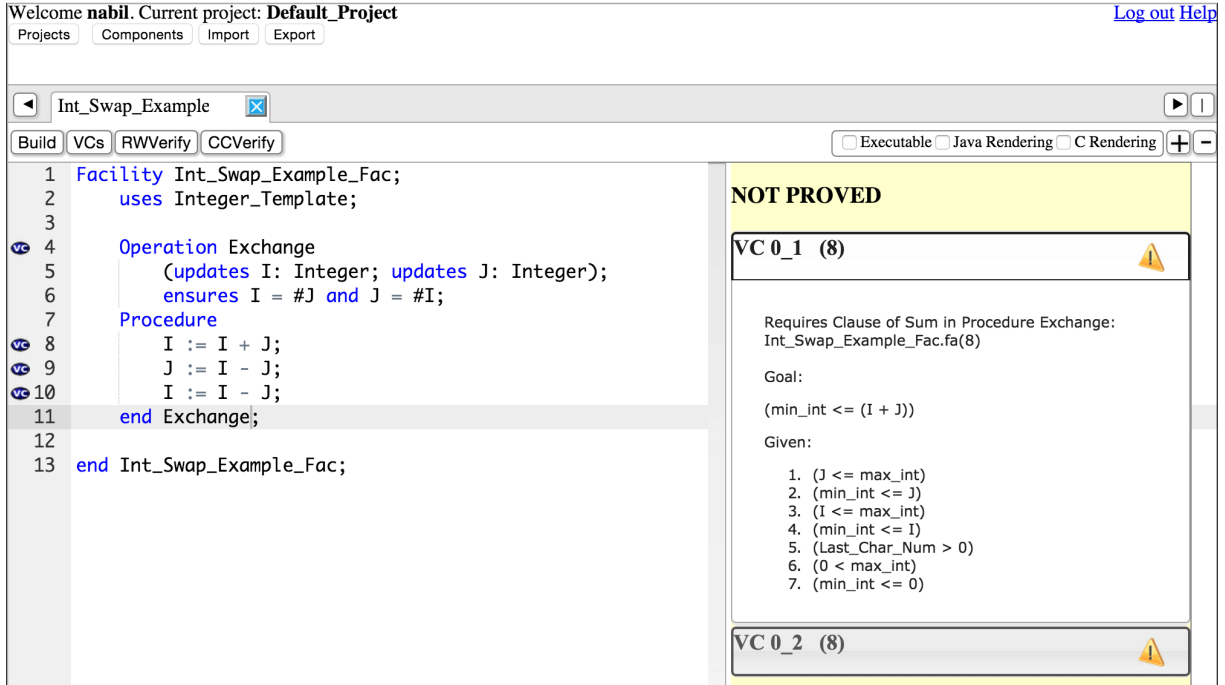 Welcome nabil. Current project: Default_Project
Log out Help
Projects Components Import Export
Int_Swap_Example
Build VCs RWVerify CCVerify
Executable Java Rendering C Rendering + -
1 Facility Int_Swap_Example_Fac;
2 uses Integer_Template;
3
VC 4 Operation Exchange
5 (updates I: Integer; updates J: Integer);
6 ensures I = #J and J = #I;
7 Procedure
VC 8 I := I + J;
VC 9 J := I - J;
VC 10 I := I - J;
11 end Exchange;
12
13 end Int_Swap_Example_Fac;
NOT PROVED
VC 0_1 (8)
Requires Clause of Sum in Procedure Exchange:
Int_Swap_Example_Fac.fa(8)
Goal:
(min_int <= (I + J))
Given:
1. (J <= max_int)
2. (min_int <= J)
3. (I <= max_int)
4. (min_int <= I)
5. (Last_Char_Num > 0)
6. (0 < max_int)
7. (min_int <= 0)
VC 0_2 (8)